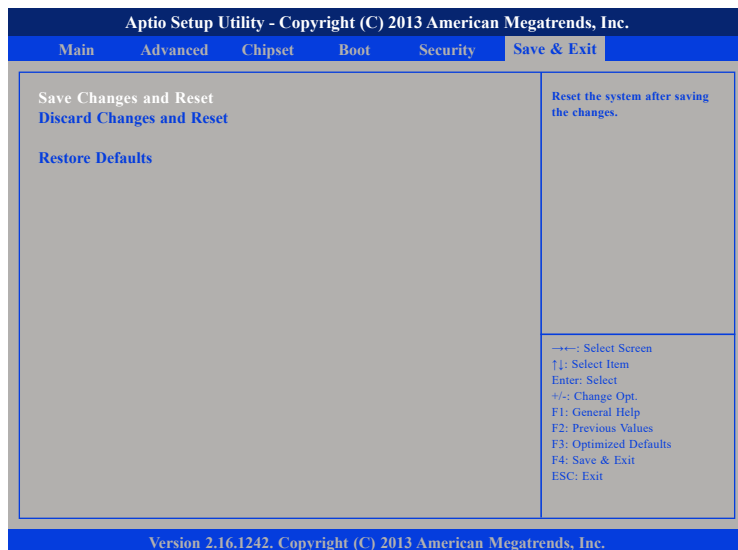 Aptio Setup Utility - Copyright (C) 2013 American Megatrends, Inc.
Main Advanced Chipset Boot Security Save & Exit
Save Changes and Reset
Discard Changes and Reset
Restore Defaults
Reset the system after saving
the changes.
→←: Select Screen
↑↓: Select Item
Enter: Select
+/-: Change Opt.
F1: General Help
F2: Previous Values
F3: Optimized Defaults
F4: Save & Exit
ESC: Exit
Version 2.16.1242. Copyright (C) 2013 American Megatrends, Inc.